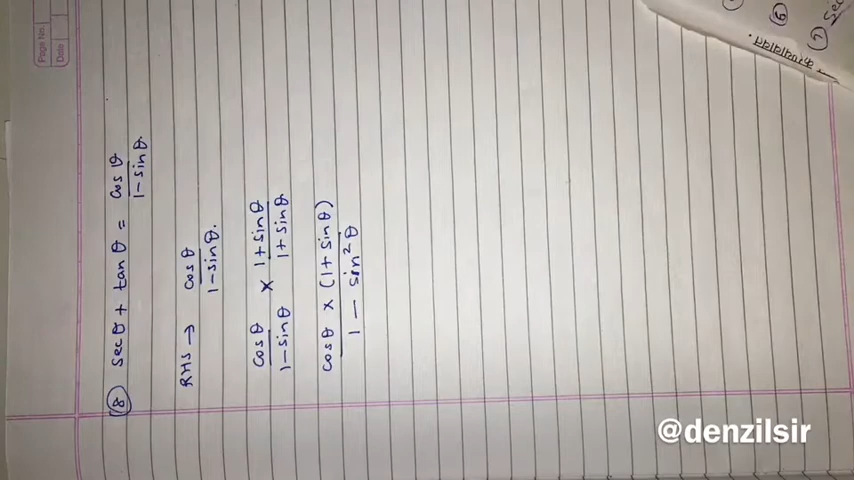 Page No.
Date
(8) secθ + tanθ = cosθ / 1 - sinθ
RHS → cosθ / 1 - sinθ.
cosθ / 1 - sinθ × 1 + sinθ / 1 + sinθ
cosθ × (1 + sinθ) / 1 - sin²θ
(6)
(7) sec
@denzilsir